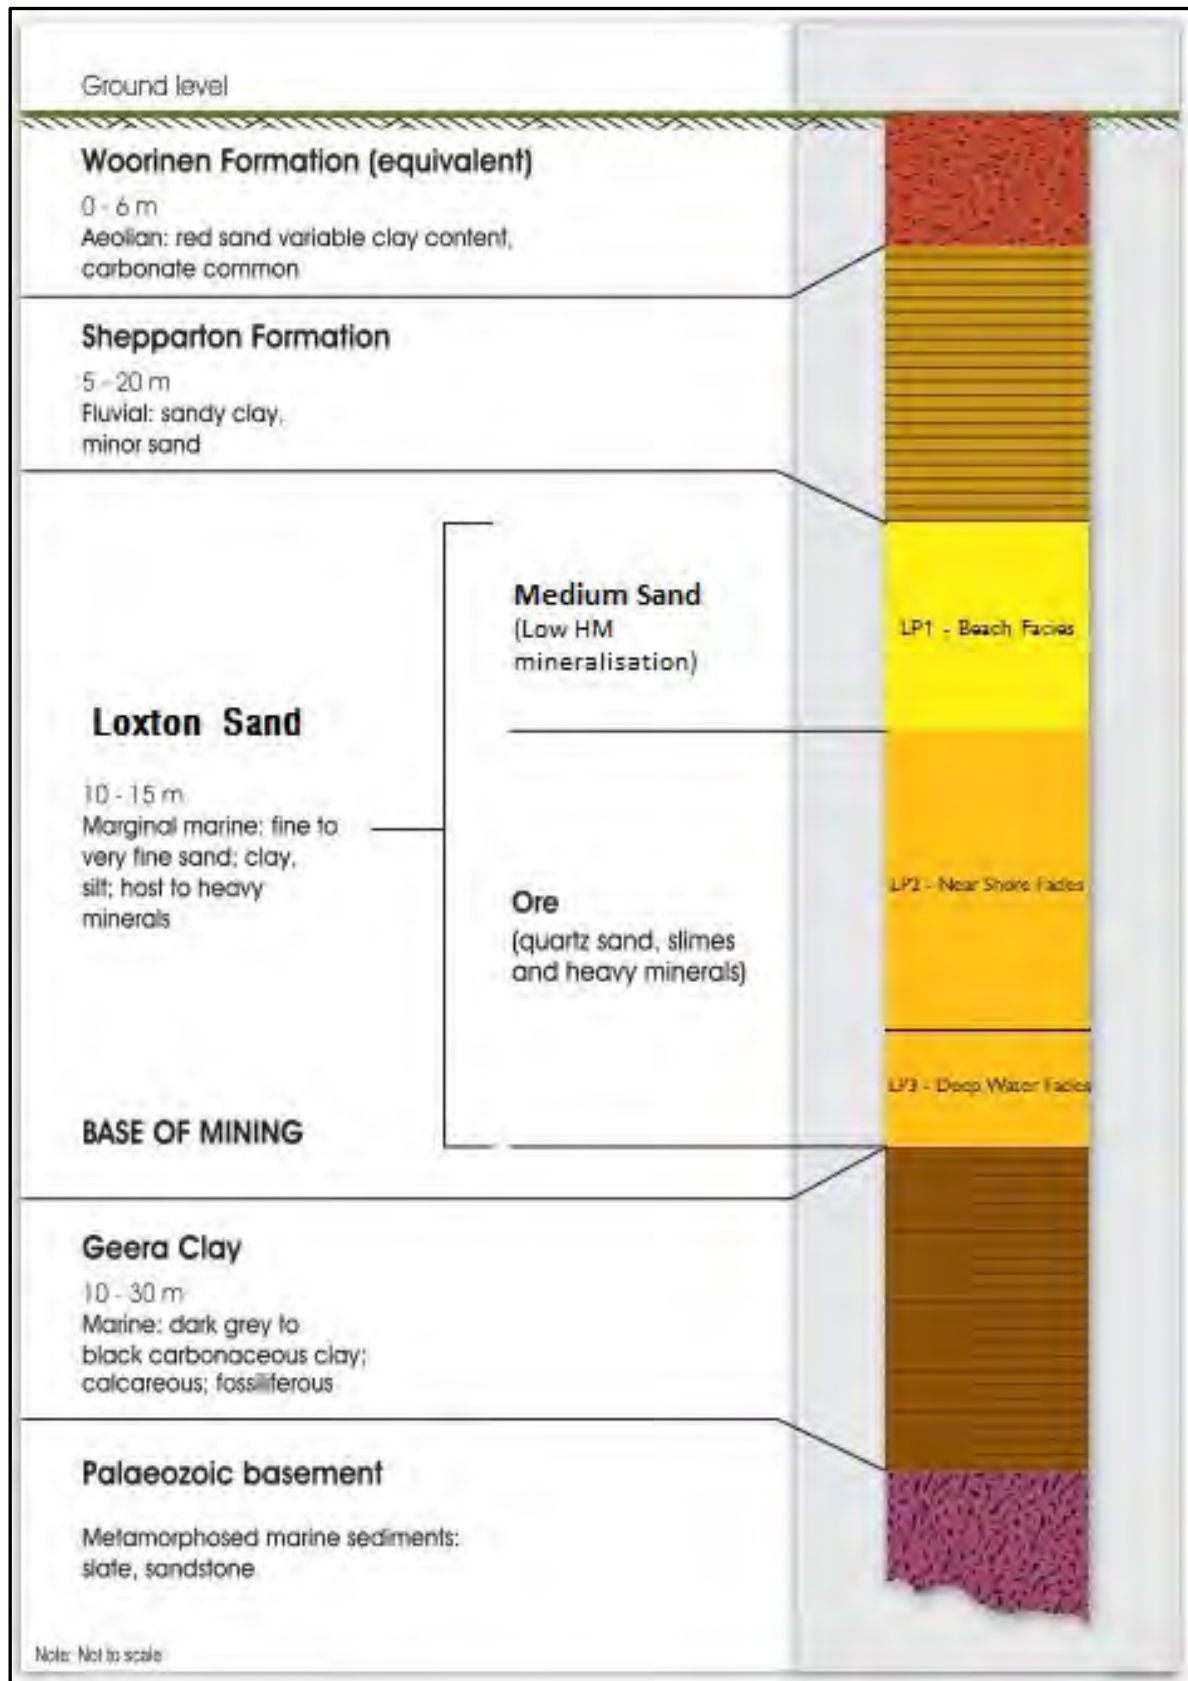 Ground level
Woorinen Formation (equivalent)
0 - 6 m
Aeolian: red sand variable clay content,
carbonate common
Shepparton Formation
5 - 20 m
Fluvial: sandy clay,
minor sand
Medium Sand
(Low HM
mineralisation)
LP1 - Beach Facies
Loxton Sand
10 - 15 m
Marginal marine: fine to
very fine sand; clay,
silt; host to heavy
minerals
Ore
(quartz sand, slimes
and heavy minerals)
LP2 - Near Shore Facies
LP3 - Deep Water Facies
BASE OF MINING
Geera Clay
10 - 30 m
Marine: dark grey to
black carbonaceous clay;
calcareous; fossiliferous
Palaeozoic basement
Metamorphosed marine sediments:
slate, sandstone
Note: Not to scale